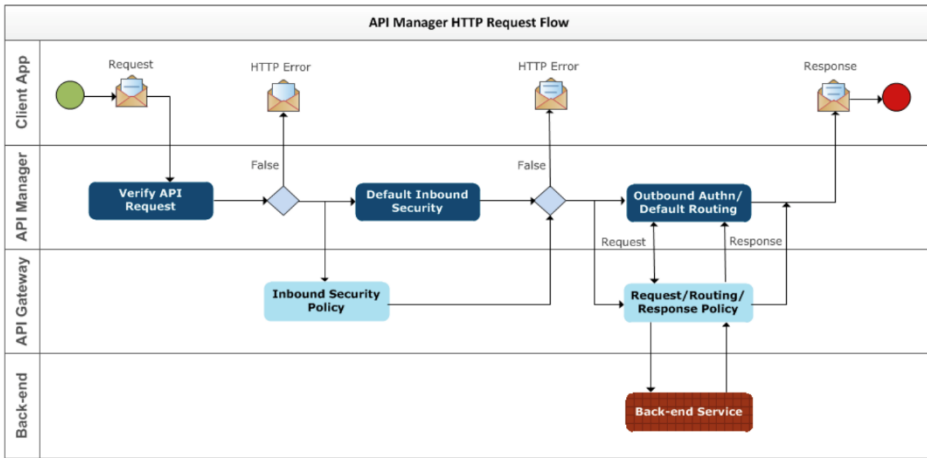 API Manager HTTP Request Flow
Client App
Request
HTTP Error
HTTP Error
Response
API Manager
False
False
Verify API
Request
Default Inbound
Security
Outbound Authn/
Default Routing
Request
Response
API Gateway
Inbound Security
Policy
Request/Routing/
Response Policy
Back-end
Back-end Service